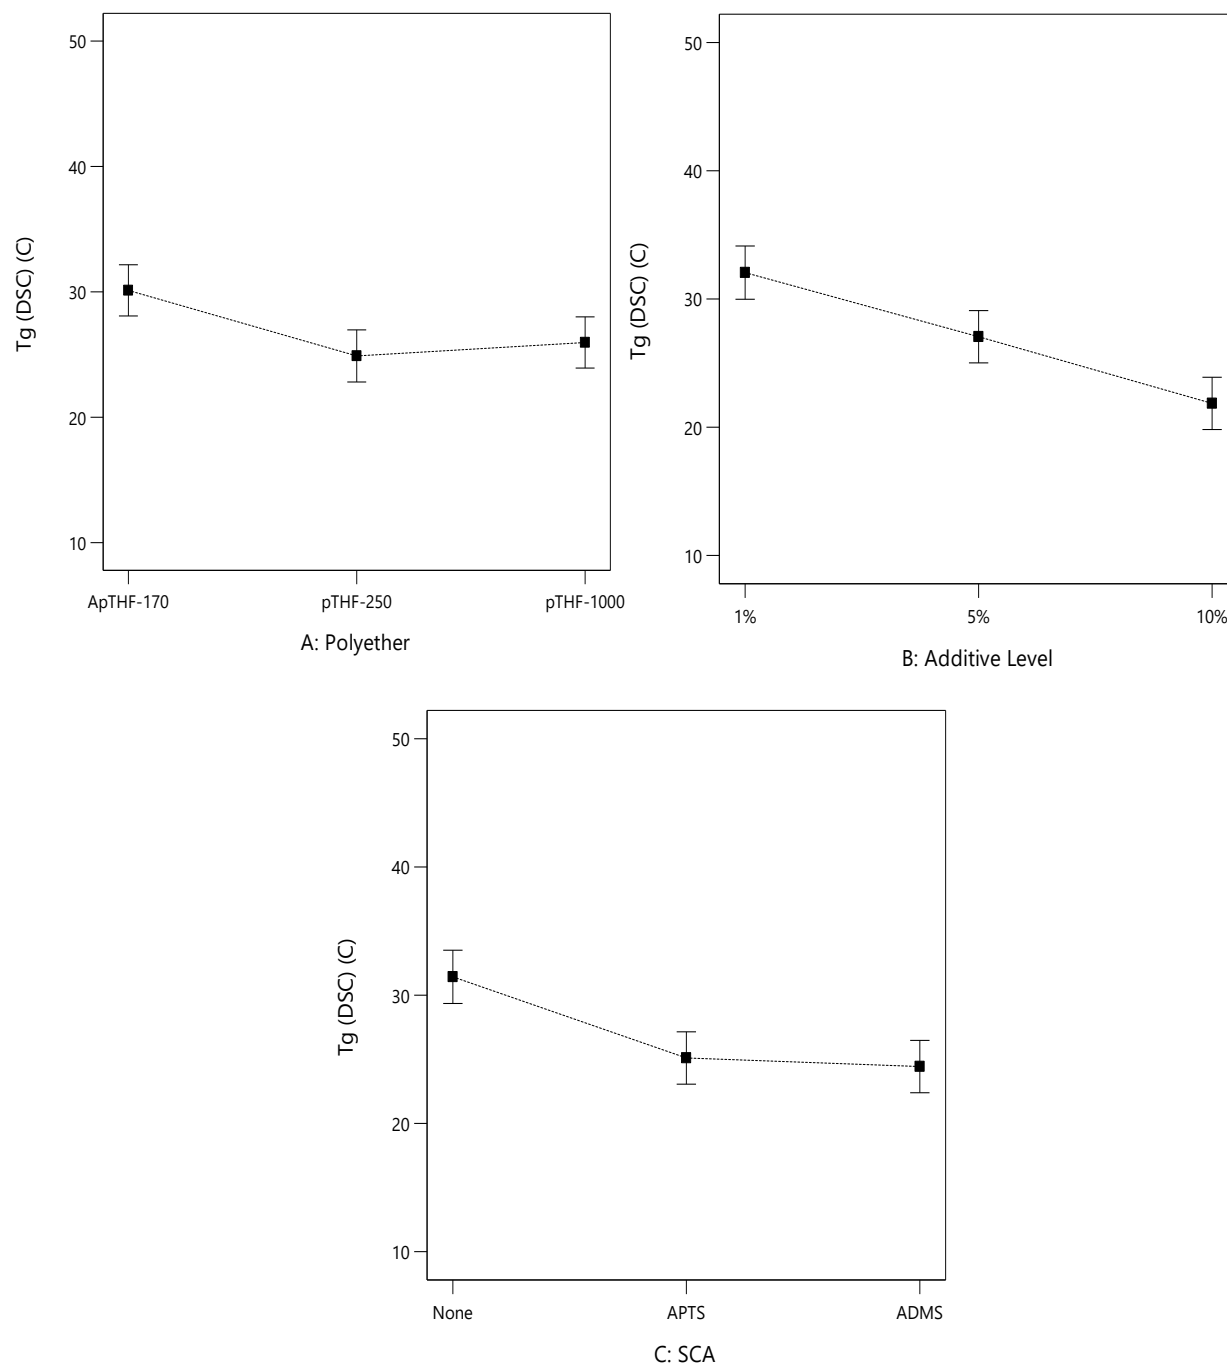 50
40
30
20
10
Tg (DSC) (C)
ApTHF-170 pTHF-250 pTHF-1000
A: Polyether
50
40
30
20
10
Tg (DSC) (C)
1% 5% 10%
B: Additive Level
50
40
30
20
10
Tg (DSC) (C)
None APTS ADMS
C: SCA